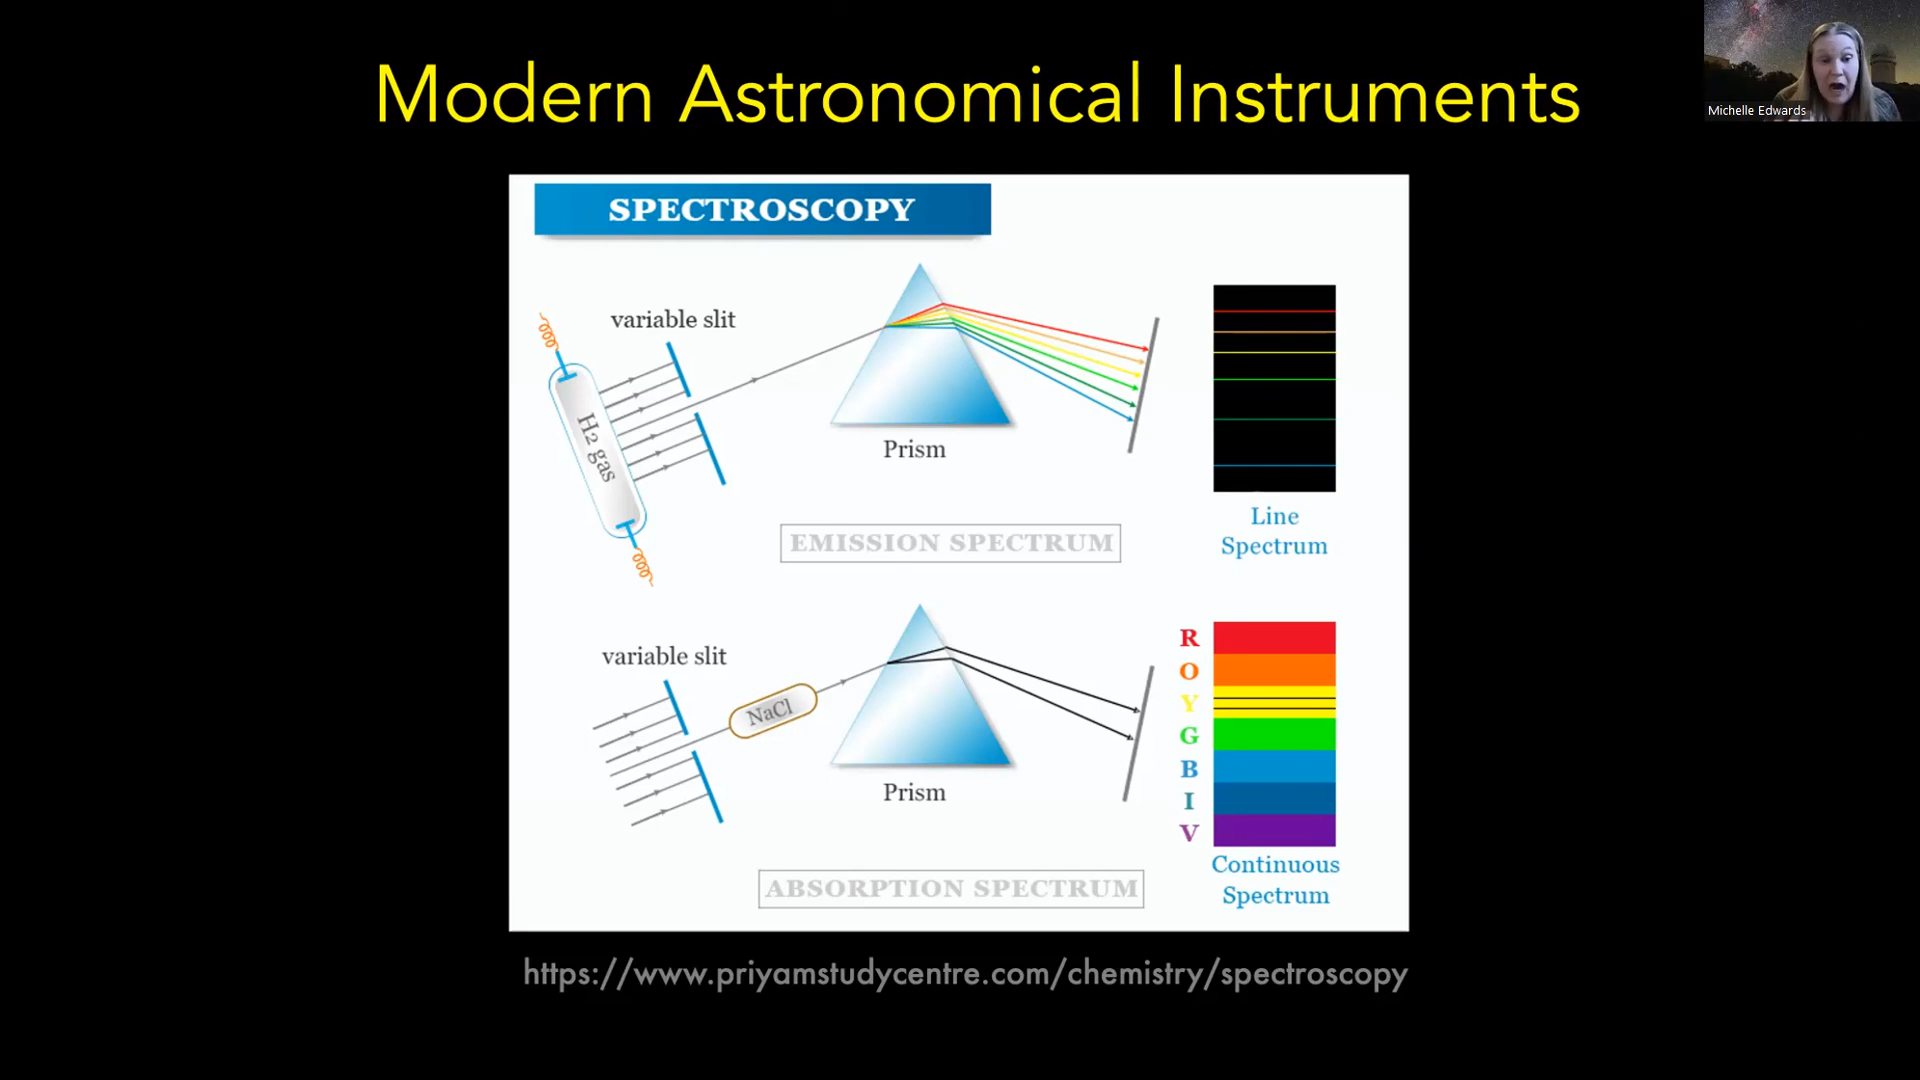 Modern Astronomical Instruments
Michelle Edwards
SPECTROSCOPY
variable slit
H2 gas
Prism
Line
Spectrum
EMISSION SPECTRUM
variable slit
NaCl
Prism
R
O
Y
G
B
I
V
Continuous
Spectrum
ABSORPTION SPECTRUM
https://www.priyamstudycentre.com/chemistry/spectroscopy